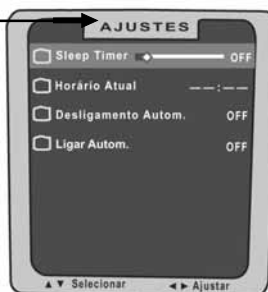 AJUSTES
Sleep Timer OFF
Horário Atual --:--
Desligamento Autom. OFF
Ligar Autom. OFF
▲ ▼ Selecionar ◄ ► Ajustar